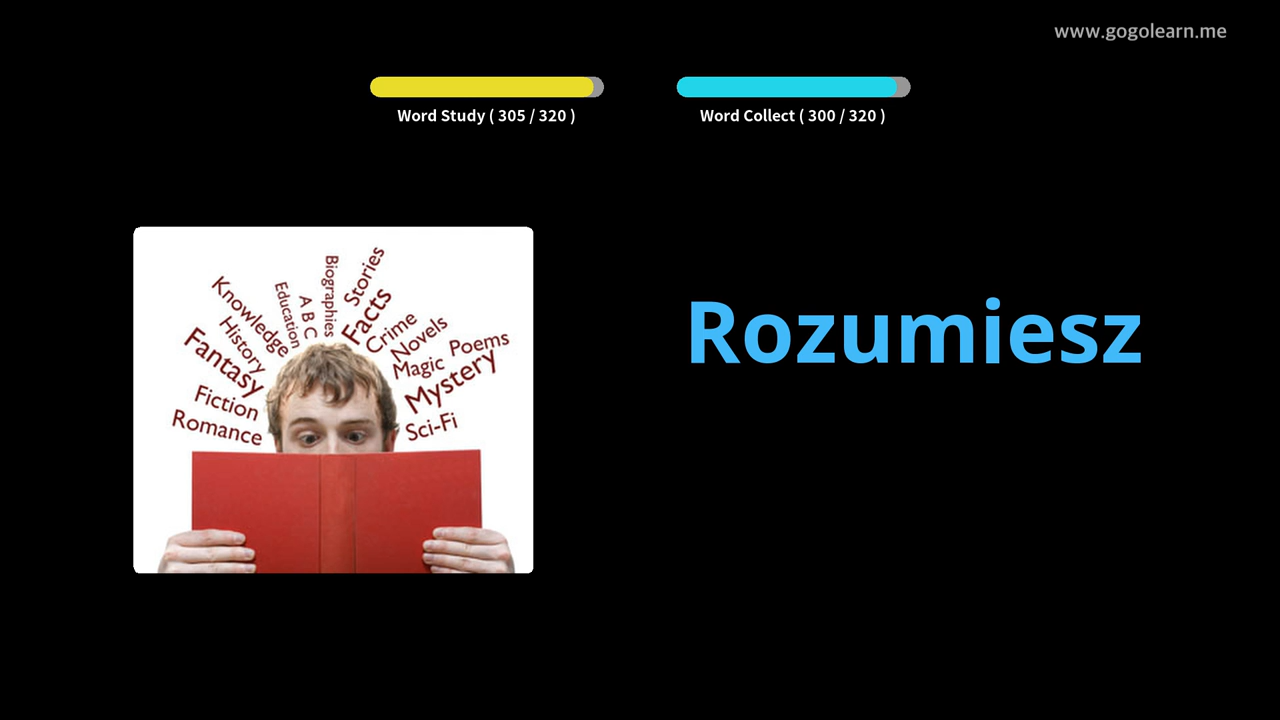 www.gogolearn.me
Word Study ( 305 / 320 )
Word Collect ( 300 / 320 )
Rozumiesz
Biographies
Stories
Education
A B C
Facts
Knowledge
History
Crime
Novels
Poems
Fantasy
Magic
Mystery
Fiction
Romance
Sci-Fi